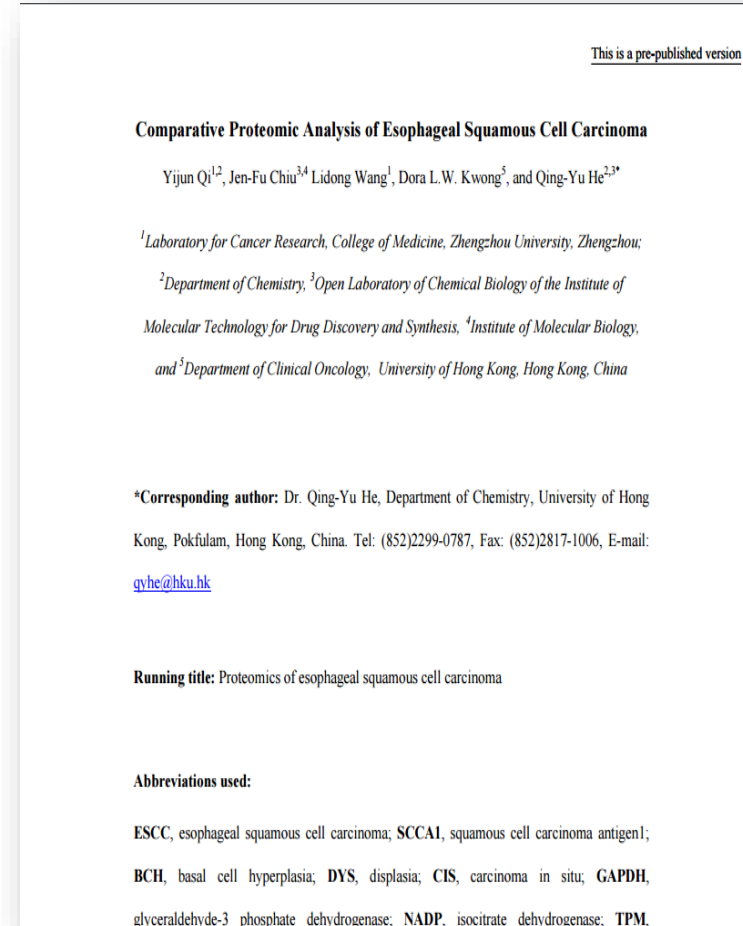 This is a pre-published version
Comparative Proteomic Analysis of Esophageal Squamous Cell Carcinoma
Yijun Qi1,2, Jen-Fu Chiu3,4 Lidong Wang1, Dora L.W. Kwong5, and Qing-Yu He2,3*
1Laboratory for Cancer Research, College of Medicine, Zhengzhou University, Zhengzhou;
2Department of Chemistry, 3Open Laboratory of Chemical Biology of the Institute of
Molecular Technology for Drug Discovery and Synthesis, 4Institute of Molecular Biology,
and 5Department of Clinical Oncology, University of Hong Kong, Hong Kong, China
*Corresponding author: Dr. Qing-Yu He, Department of Chemistry, University of Hong
Kong, Pokfulam, Hong Kong, China. Tel: (852)2299-0787, Fax: (852)2817-1006, E-mail:
qyhe@hku.hk
Running title: Proteomics of esophageal squamous cell carcinoma
Abbreviations used:
ESCC, esophageal squamous cell carcinoma; SCCA1, squamous cell carcinoma antigen1;
BCH, basal cell hyperplasia; DYS, displasia; CIS, carcinoma in situ; GAPDH,
glyceraldehyde-3 phosphate dehydrogenase; NADP, isocitrate dehydrogenase; TPM,